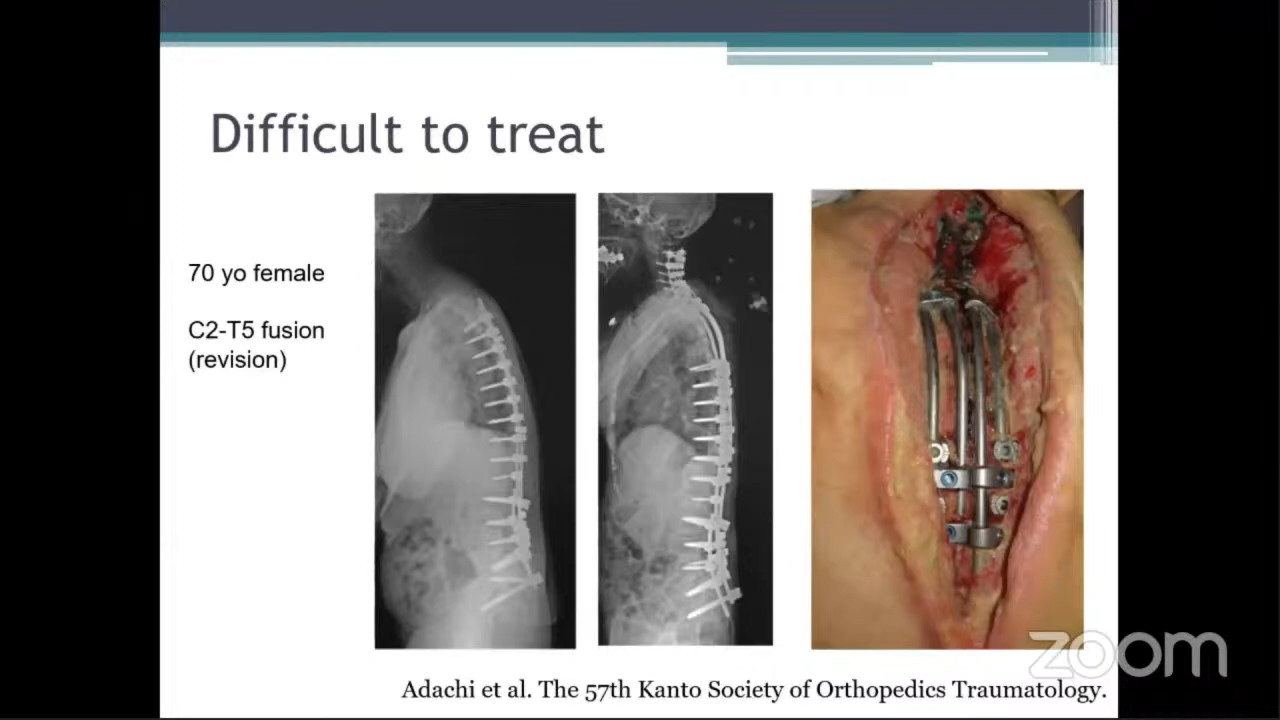 Difficult to treat
70 yo female
C2-T5 fusion
(revision)
Adachi et al. The 57th Kanto Society of Orthopedics Traumatology.
zoom